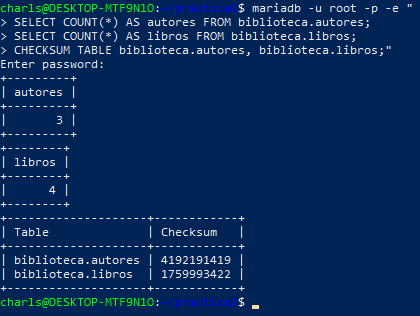 charls@DESKTOP-MTF9N1O:~/practica2$ mariadb -u root -p -e "
> SELECT COUNT(*) AS autores FROM biblioteca.autores;
> SELECT COUNT(*) AS libros FROM biblioteca.libros;
> CHECKSUM TABLE biblioteca.autores, biblioteca.libros;"
Enter password:
+---------+
| autores |
+---------+
|       3 |
+---------+
+--------+
| libros |
+--------+
|      4 |
+--------+
+--------------------+------------+
| Table              | Checksum   |
+--------------------+------------+
| biblioteca.autores | 4192191419 |
| biblioteca.libros  | 1759993422 |
+--------------------+------------+
charls@DESKTOP-MTF9N1O:~/practica2$